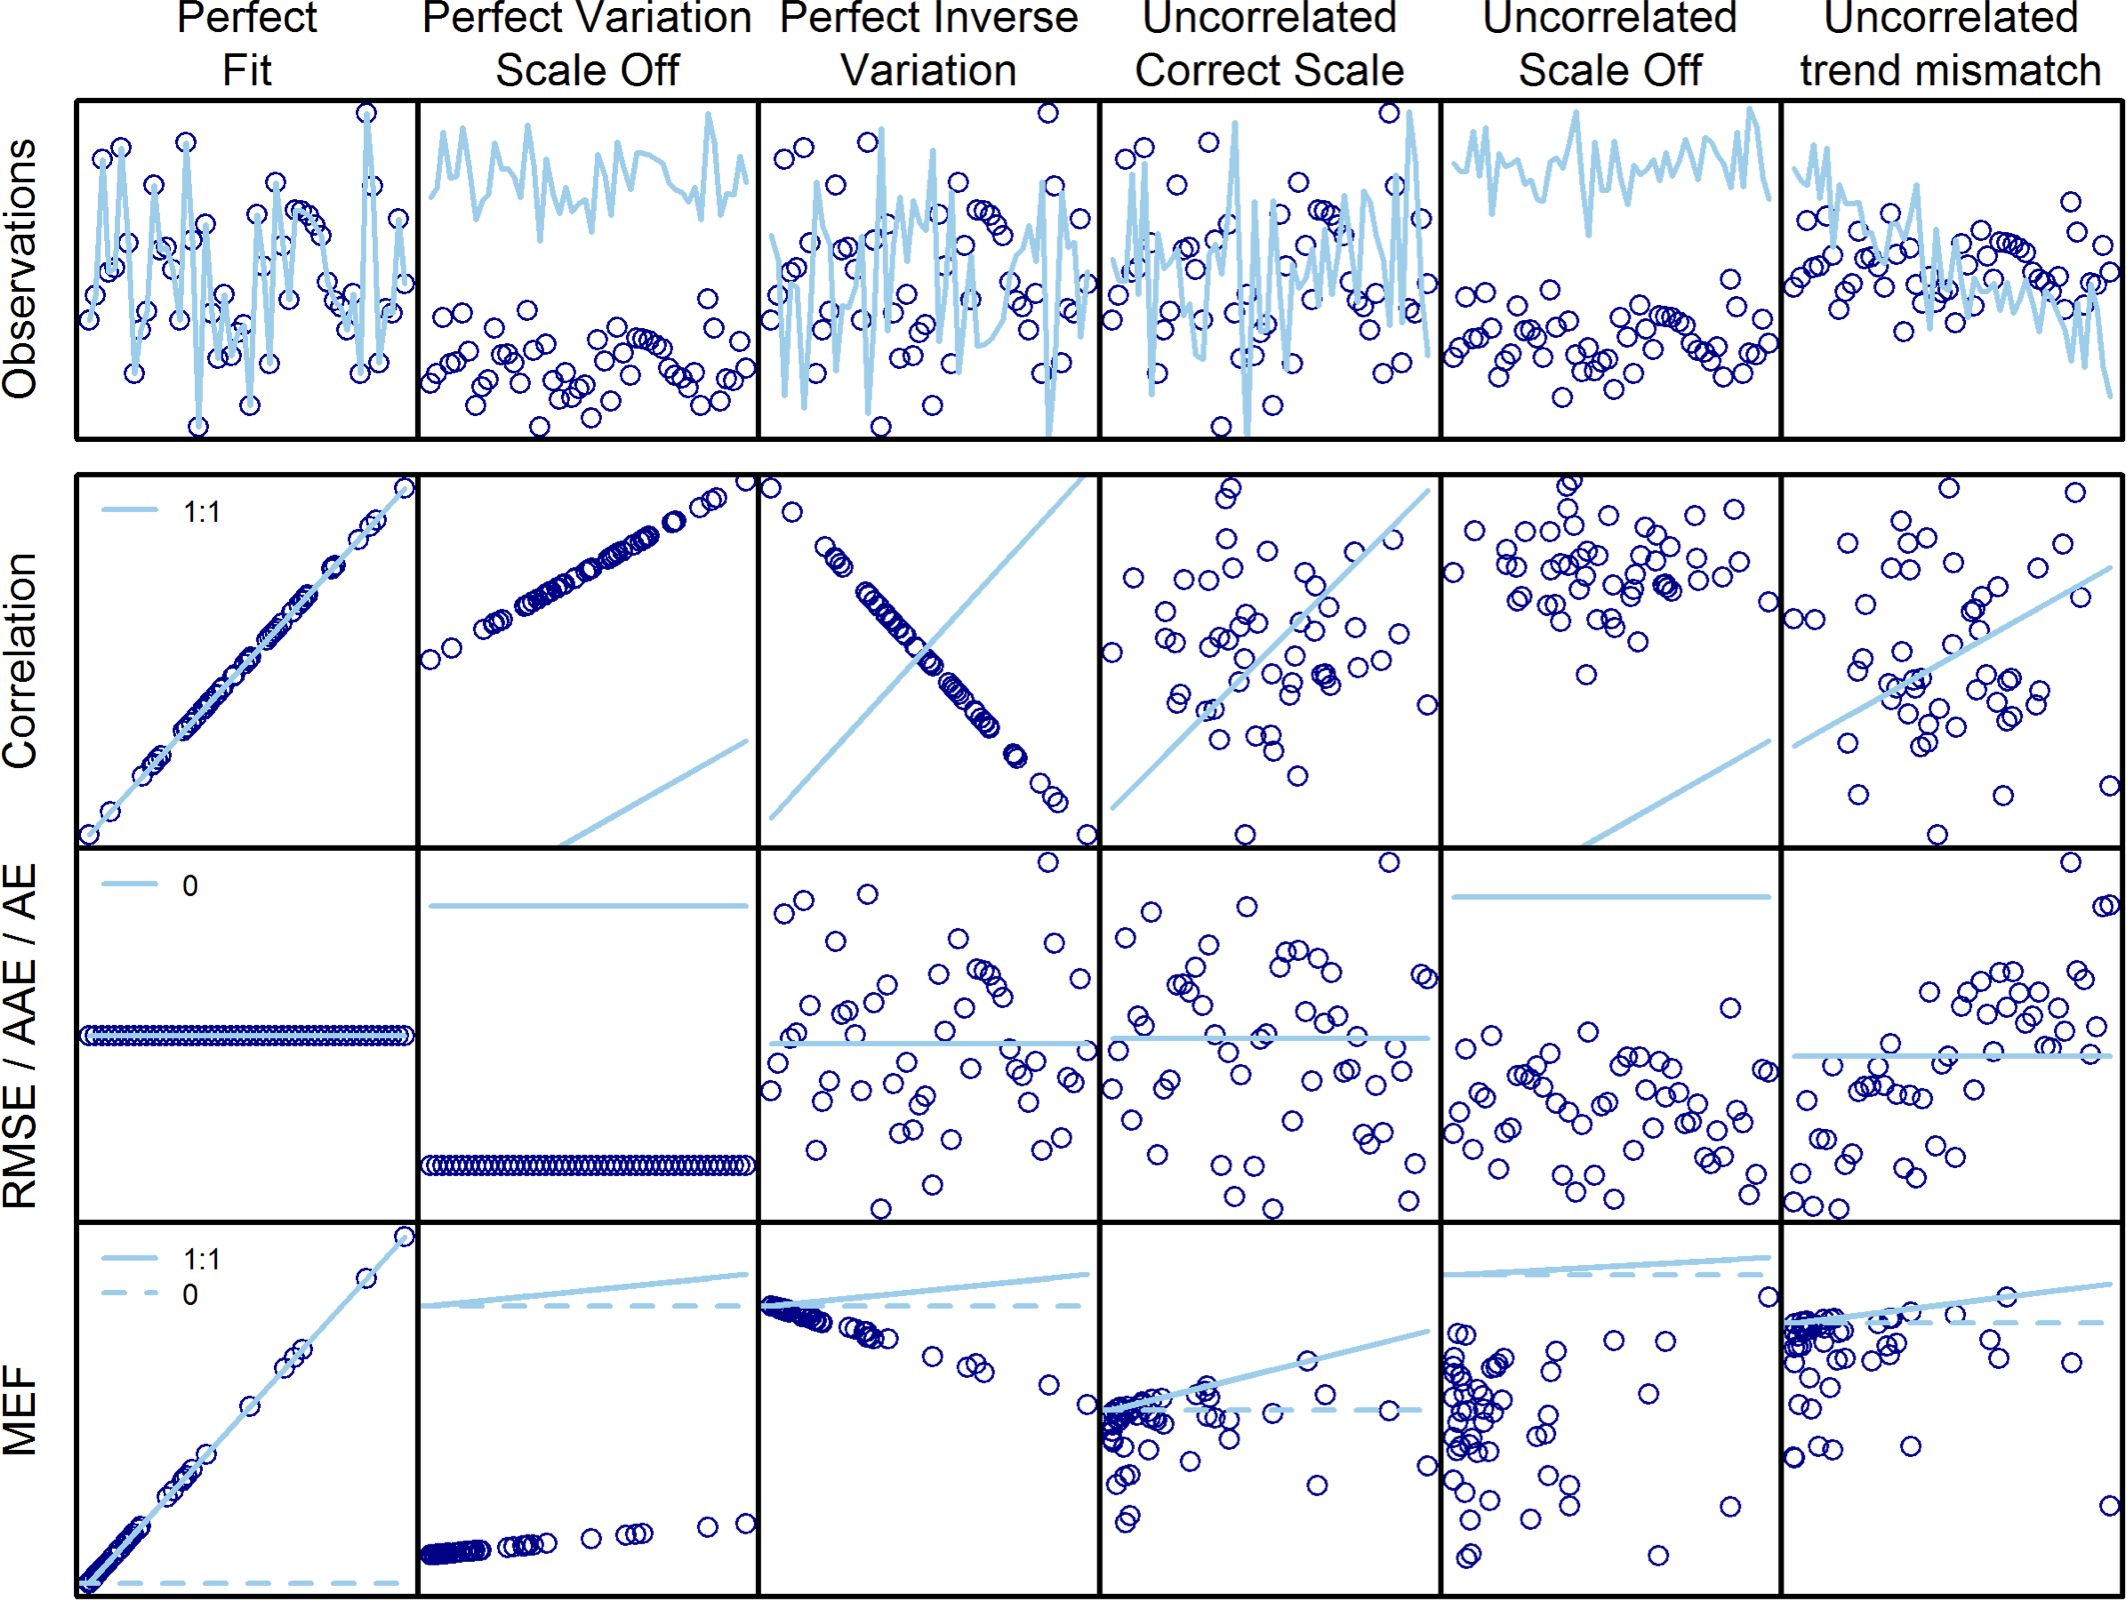 Perfect
Fit
Perfect Variation
Scale Off
Perfect Inverse
Variation
Uncorrelated
Correct Scale
Uncorrelated
Scale Off
Uncorrelated
trend mismatch
Observations
Correlation
1:1
RMSE / AAE / AE
0
MEF
1:1
0